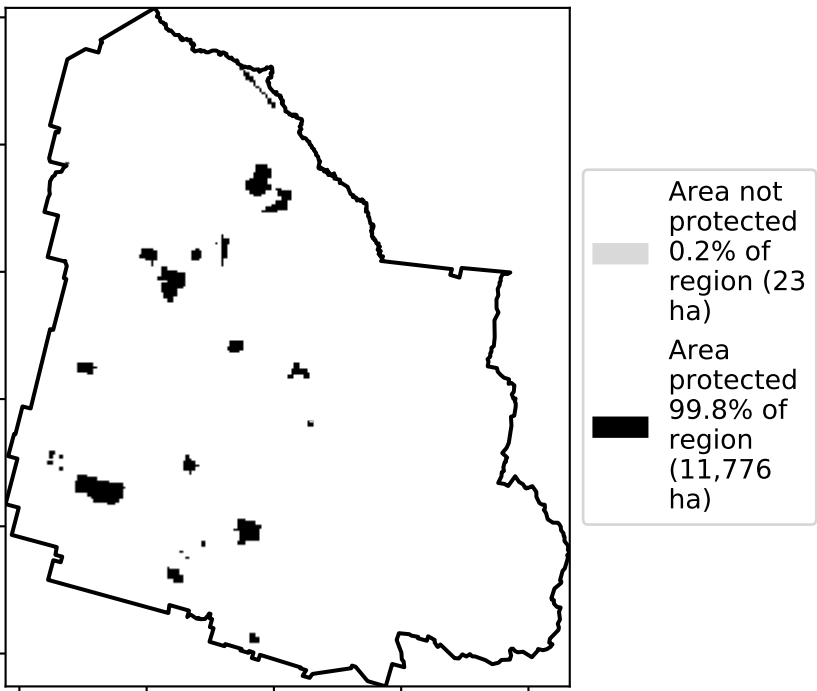 Area not
protected
0.2% of
region (23
ha)
Area
protected
99.8% of
region
(11,776
ha)